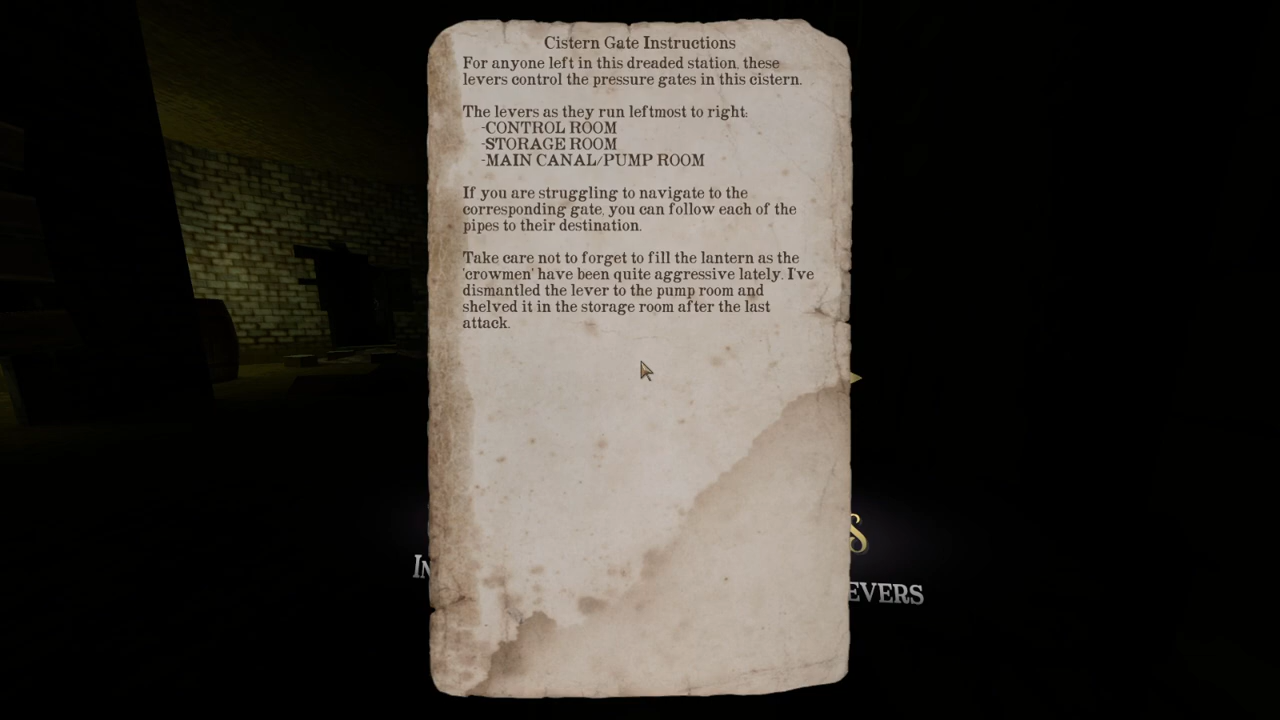 Cistern Gate Instructions
For anyone left in this dreaded station, these
levers control the pressure gates in this cistern.
The levers as they run leftmost to right:
-CONTROL ROOM
-STORAGE ROOM
-MAIN CANAL/PUMP ROOM
If you are struggling to navigate to the
corresponding gate, you can follow each of the
pipes to their destination.
Take care not to forget to fill the lantern as the
'crowmen' have been quite aggressive lately. I've
dismantled the lever to the pump room and
shelved it in the storage room after the last
attack.
S
IN
EVERS